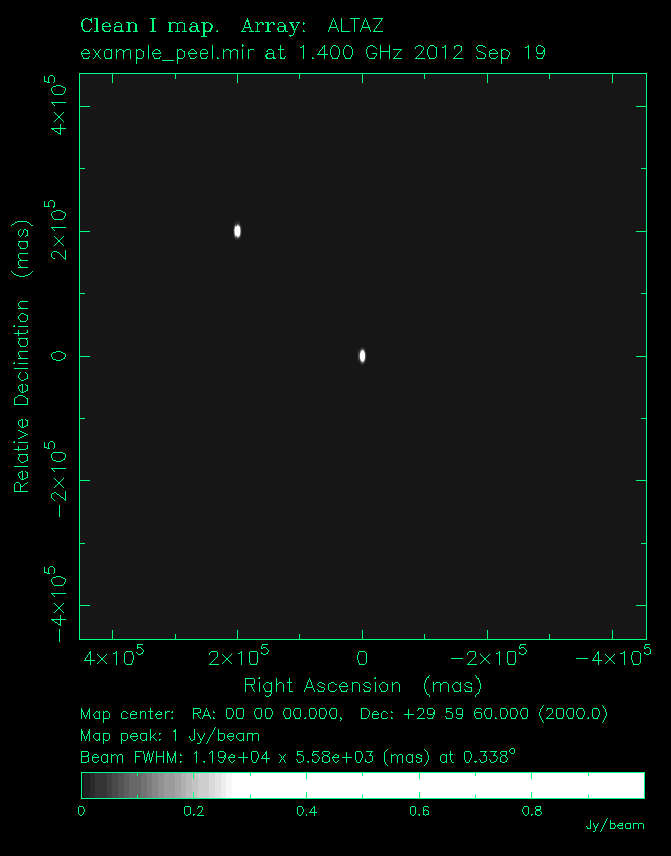 Clean I map.  Array:  ALTAZ
example_peel.mir at 1.400 GHz 2012 Sep 19
4×10⁵
2×10⁵
0
−2×10⁵
−4×10⁵
Relative Declination (mas)
4×10⁵ 2×10⁵ 0 −2×10⁵ −4×10⁵
Right Ascension (mas)
Map center:  RA: 00 00 00.000,  Dec: +29 59 60.000 (2000.0)
Map peak: 1 Jy/beam
Beam FWHM: 1.19e+04 x 5.58e+03 (mas) at 0.338°
0 0.2 0.4 0.6 0.8
Jy/beam